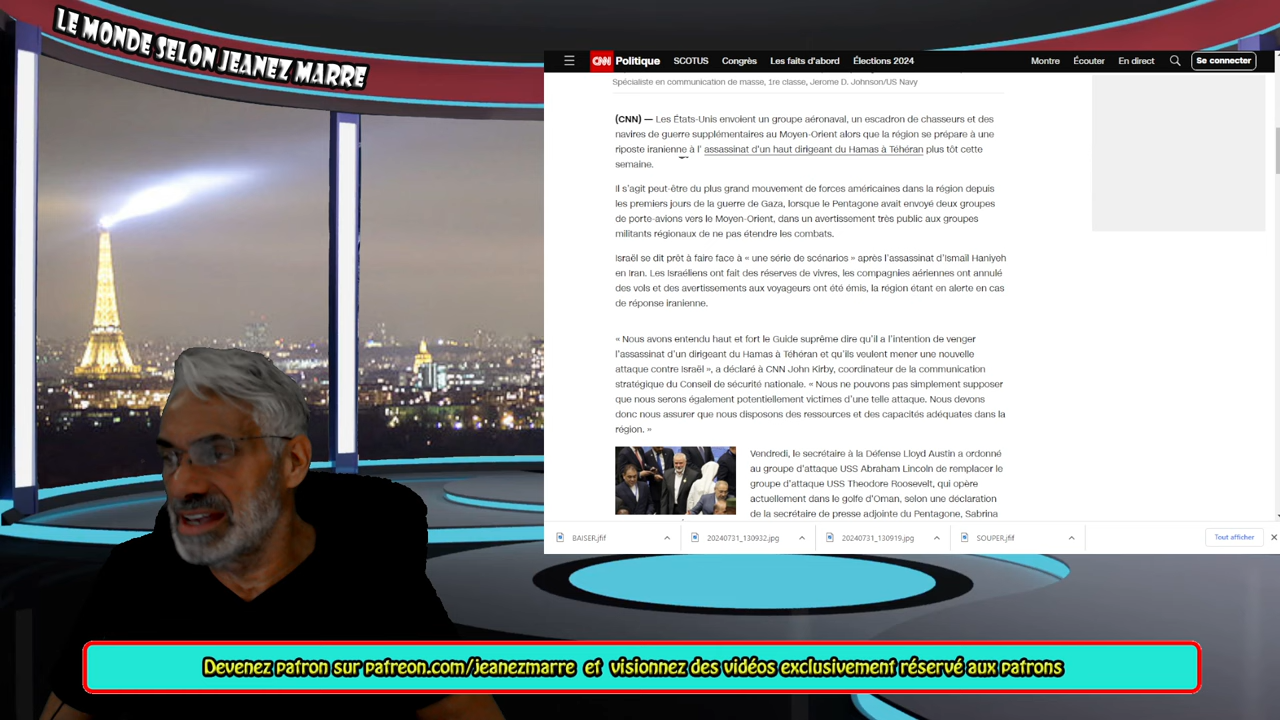 LE MONDE SELON JEANEZ MARRE
CNN Politique SCOTUS Congrès Les faits d'abord Élections 2024 Montre Écouter En direct Se connecter
Spécialiste en communication de masse, 1re classe, Jerome D. Johnson/US Navy
(CNN) — Les États-Unis envoient un groupe aéronaval, un escadron de chasseurs et des
navires de guerre supplémentaires au Moyen-Orient alors que la région se prépare à une
riposte iranienne à l' assassinat d'un haut dirigeant du Hamas à Téhéran plus tôt cette
semaine.
Il s'agit peut-être du plus grand mouvement de forces américaines dans la région depuis
les premiers jours de la guerre de Gaza, lorsque le Pentagone avait envoyé deux groupes
de porte-avions vers le Moyen-Orient, dans un avertissement très public aux groupes
militants régionaux de ne pas étendre les combats.
Israël se dit prêt à faire face à « une série de scénarios » après l'assassinat d'Ismail Haniyeh
en Iran. Les Israéliens ont fait des réserves de vivres, les compagnies aériennes ont annulé
des vols et des avertissements aux voyageurs ont été émis, la région étant en alerte en cas
de réponse iranienne.
« Nous avons entendu haut et fort le Guide suprême dire qu'il a l'intention de venger
l'assassinat d'un dirigeant du Hamas à Téhéran et qu'ils veulent mener une nouvelle
attaque contre Israël », a déclaré à CNN John Kirby, coordinateur de la communication
stratégique du Conseil de sécurité nationale. « Nous ne pouvons pas simplement supposer
que nous serons également potentiellement victimes d'une telle attaque. Nous devons
donc nous assurer que nous disposons des ressources et des capacités adéquates dans la
région. »
Vendredi, le secrétaire à la Défense Lloyd Austin a ordonné
au groupe d'attaque USS Abraham Lincoln de remplacer le
groupe d'attaque USS Theodore Roosevelt, qui opère
actuellement dans le golfe d'Oman, selon une déclaration
de la secrétaire de presse adjointe du Pentagone, Sabrina
BAISER.jfif 20240731_130932.jpg 20240731_130919.jpg SOUPER.jfif Tout afficher
Devenez patron sur patreon.com/jeanezmarre et visionnez des vidéos exclusivement réservé aux patrons